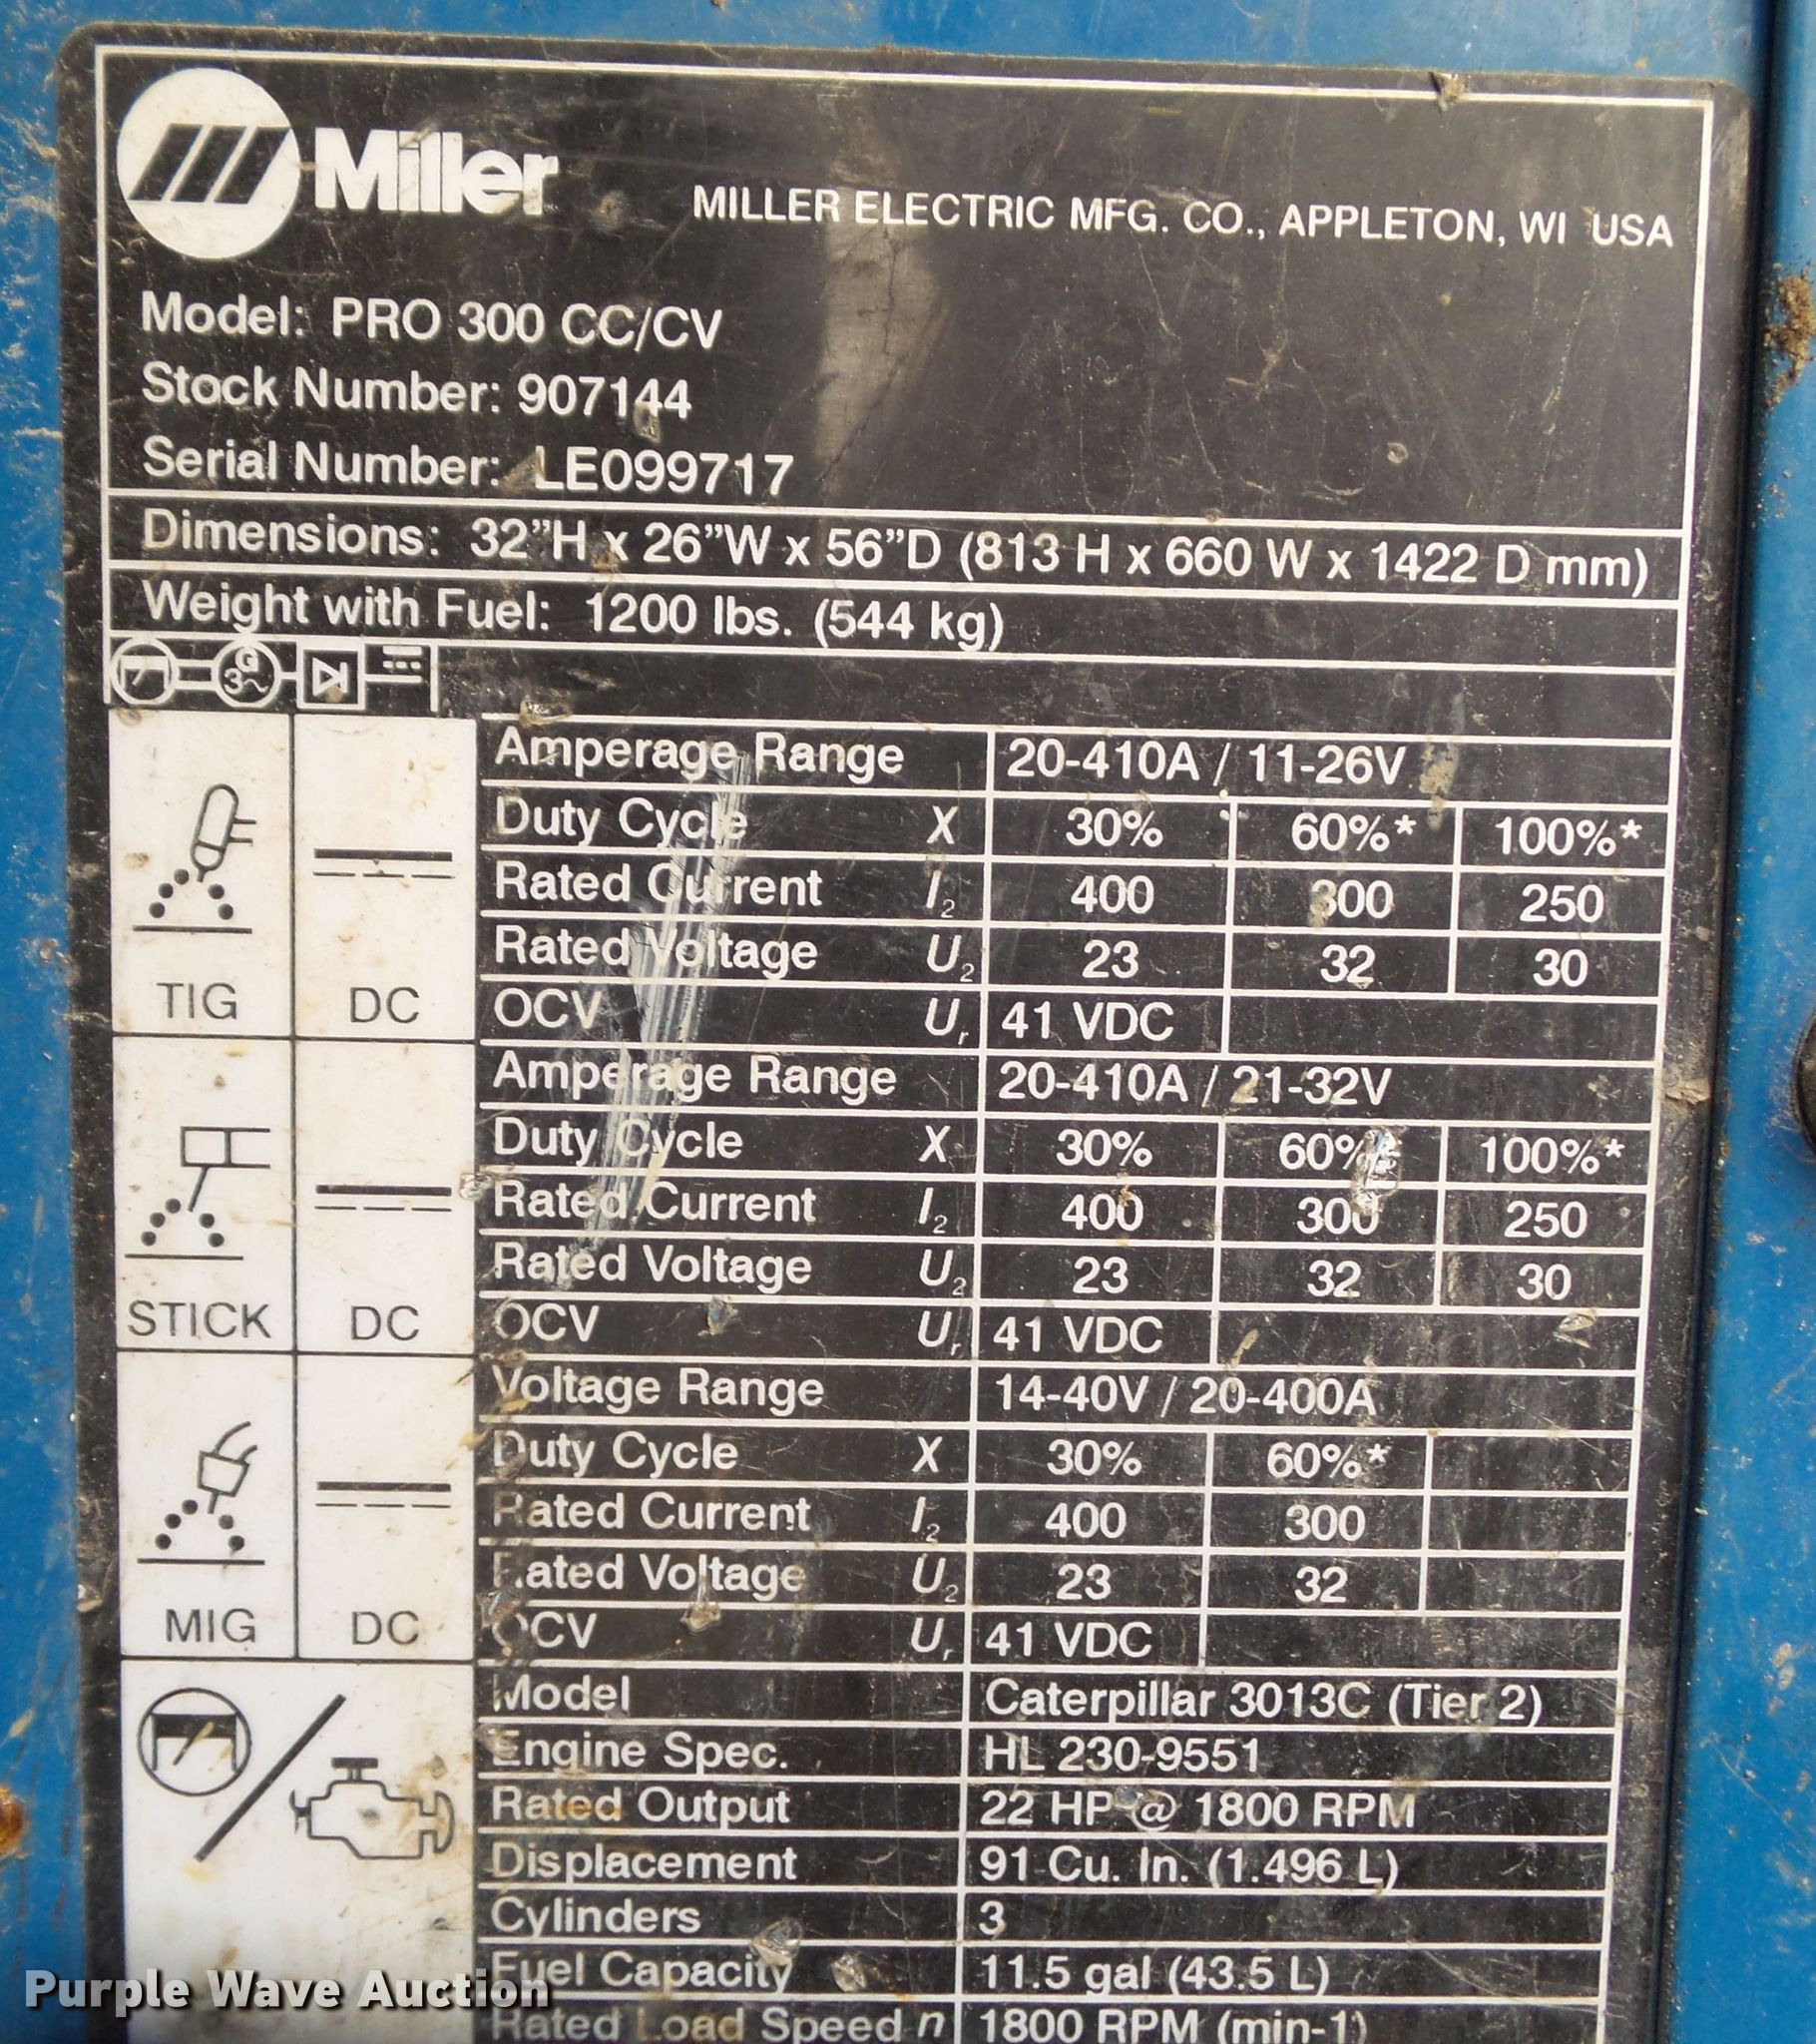 Miller
MILLER ELECTRIC MFG. CO., APPLETON, WI USA
Model: PRO 300 CC/CV
Stock Number: 907144
Serial Number: LE099717
Dimensions: 32"H x 26"W x 56"D (813 H x 660 W x 1422 D mm)
Weight with Fuel: 1200 lbs. (544 kg)
G
3~
TIG DC
Amperage Range 20-410A / 11-26V
Duty Cycle X 30% 60%* 100%*
Rated Current I2 400 300 250
Rated Voltage U2 23 32 30
OCV Ur 41 VDC
STICK DC
Amperage Range 20-410A / 21-32V
Duty Cycle X 30% 60% 100%*
Rated Current I2 400 300 250
Rated Voltage U2 23 32 30
OCV Ur 41 VDC
MIG DC
Voltage Range 14-40V / 20-400A
Duty Cycle X 30% 60%*
Rated Current I2 400 300
Rated Voltage U2 23 32
OCV Ur 41 VDC
Model Caterpillar 3013C (Tier 2)
Engine Spec. HL 230-9551
Rated Output 22 HP @ 1800 RPM
Displacement 91 Cu. In. (1.496 L)
Cylinders 3
Fuel Capacity 11.5 gal (43.5 L)
Rated Load Speed n 1800 RPM (min-1)
Purple Wave Auction